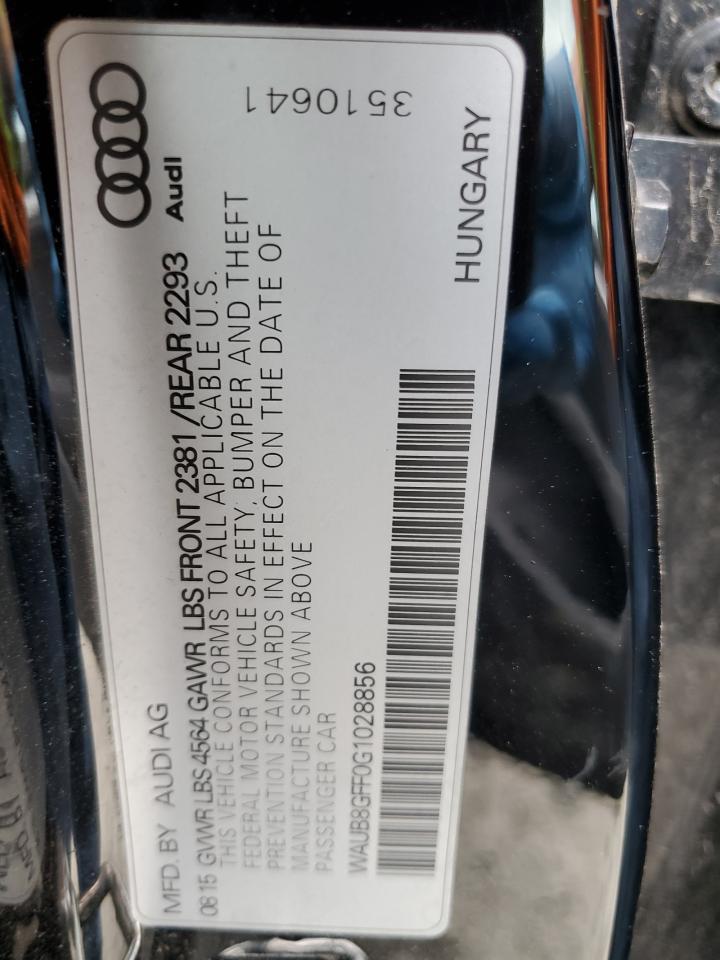 MFD. BY AUDI AG
08 15 GVWR LBS 4564 GAWR LBS FRONT 2381 /REAR 2293
Audi
THIS VEHICLE CONFORMS TO ALL APPLICABLE U.S.
FEDERAL MOTOR VEHICLE SAFETY, BUMPER AND THEFT
PREVENTION STANDARDS IN EFFECT ON THE DATE OF
MANUFACTURE SHOWN ABOVE
PASSENGER CAR
WAUB8GFF0G1028856
HUNGARY
3510641